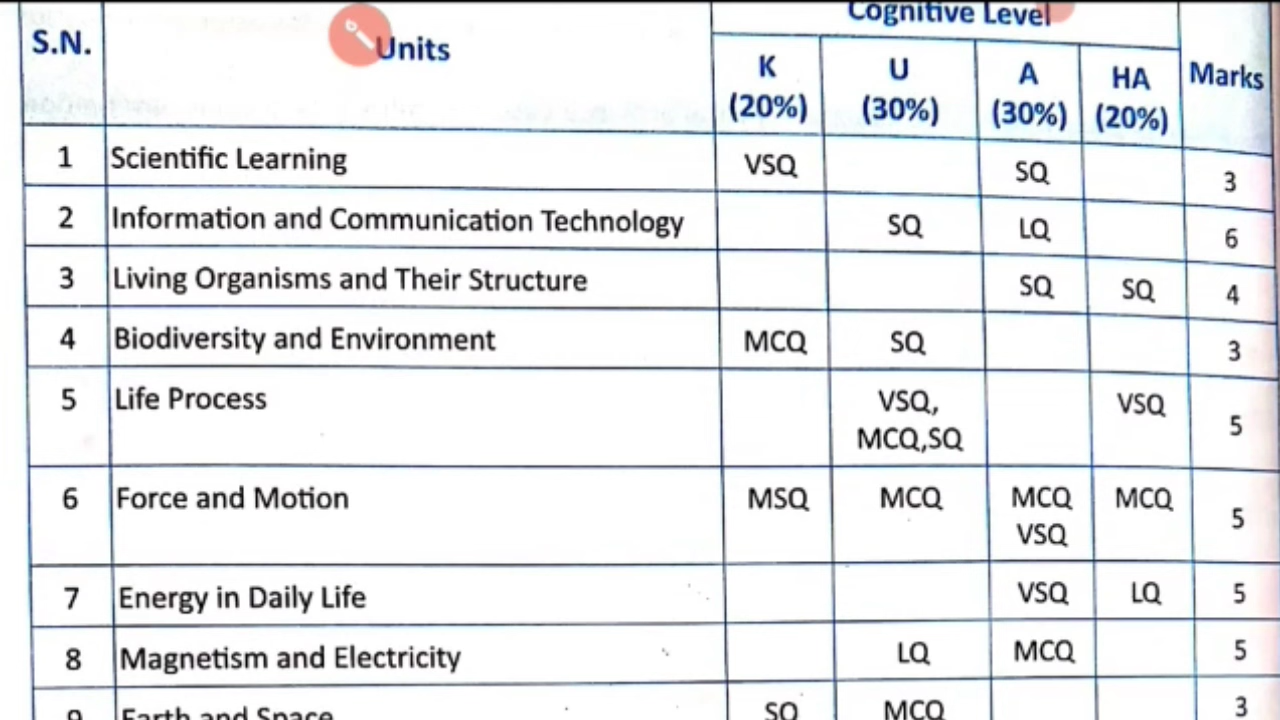 Cognitive Level
S.N. Units K U A HA Marks
(20%) (30%) (30%) (20%)
1 Scientific Learning VSQ SQ 3
2 Information and Communication Technology SQ LQ 6
3 Living Organisms and Their Structure SQ SQ 4
4 Biodiversity and Environment MCQ SQ 3
5 Life Process VSQ, VSQ 5
MCQ,SQ
6 Force and Motion MSQ MCQ MCQ MCQ 5
VSQ
7 Energy in Daily Life VSQ LQ 5
8 Magnetism and Electricity LQ MCQ 5
9 Earth and Space SQ MCQ 3